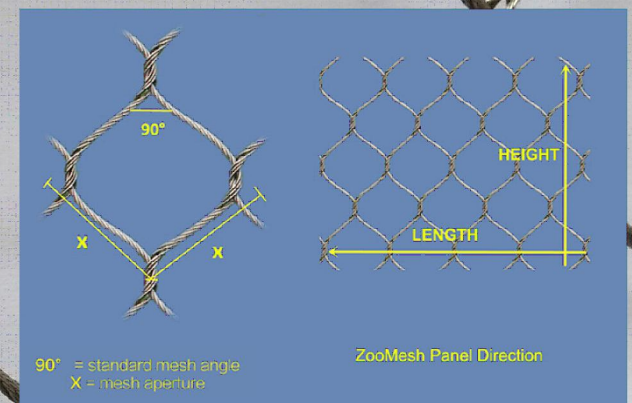 90°
X
X
HEIGHT
LENGTH
90° = standard mesh angle
X = mesh aperture
ZooMesh Panel Direction